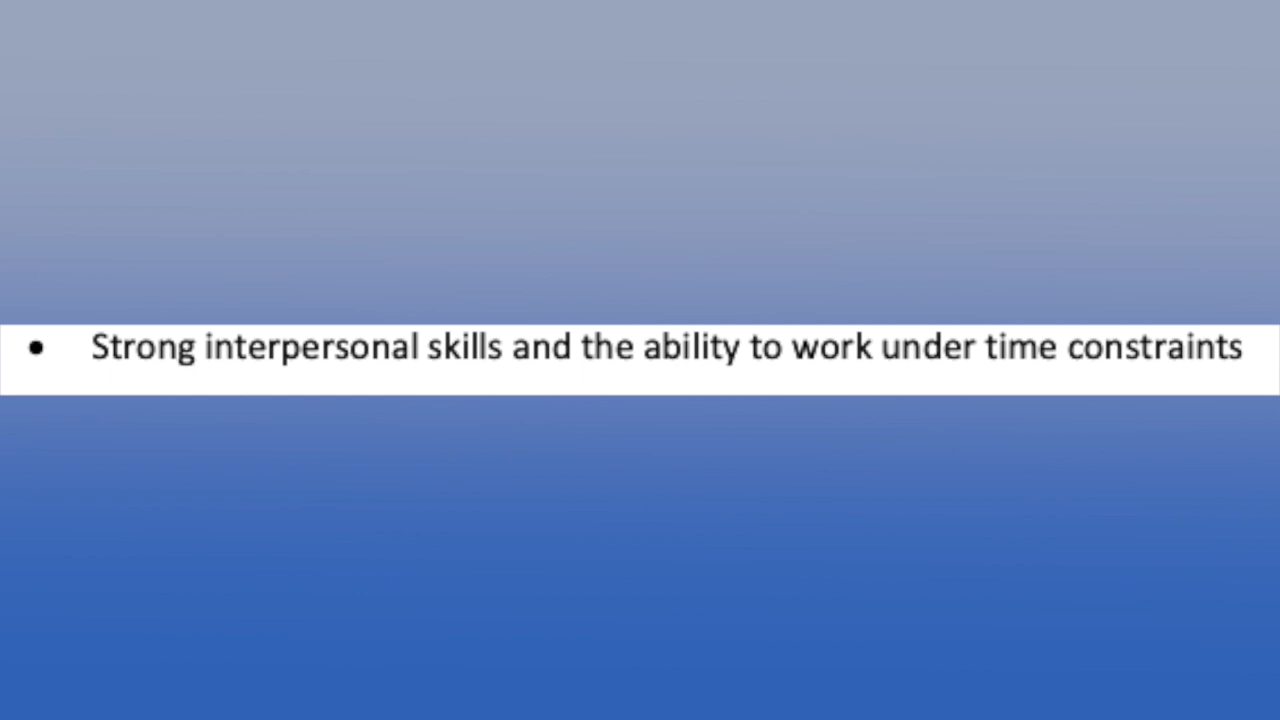 • Strong interpersonal skills and the ability to work under time constraints